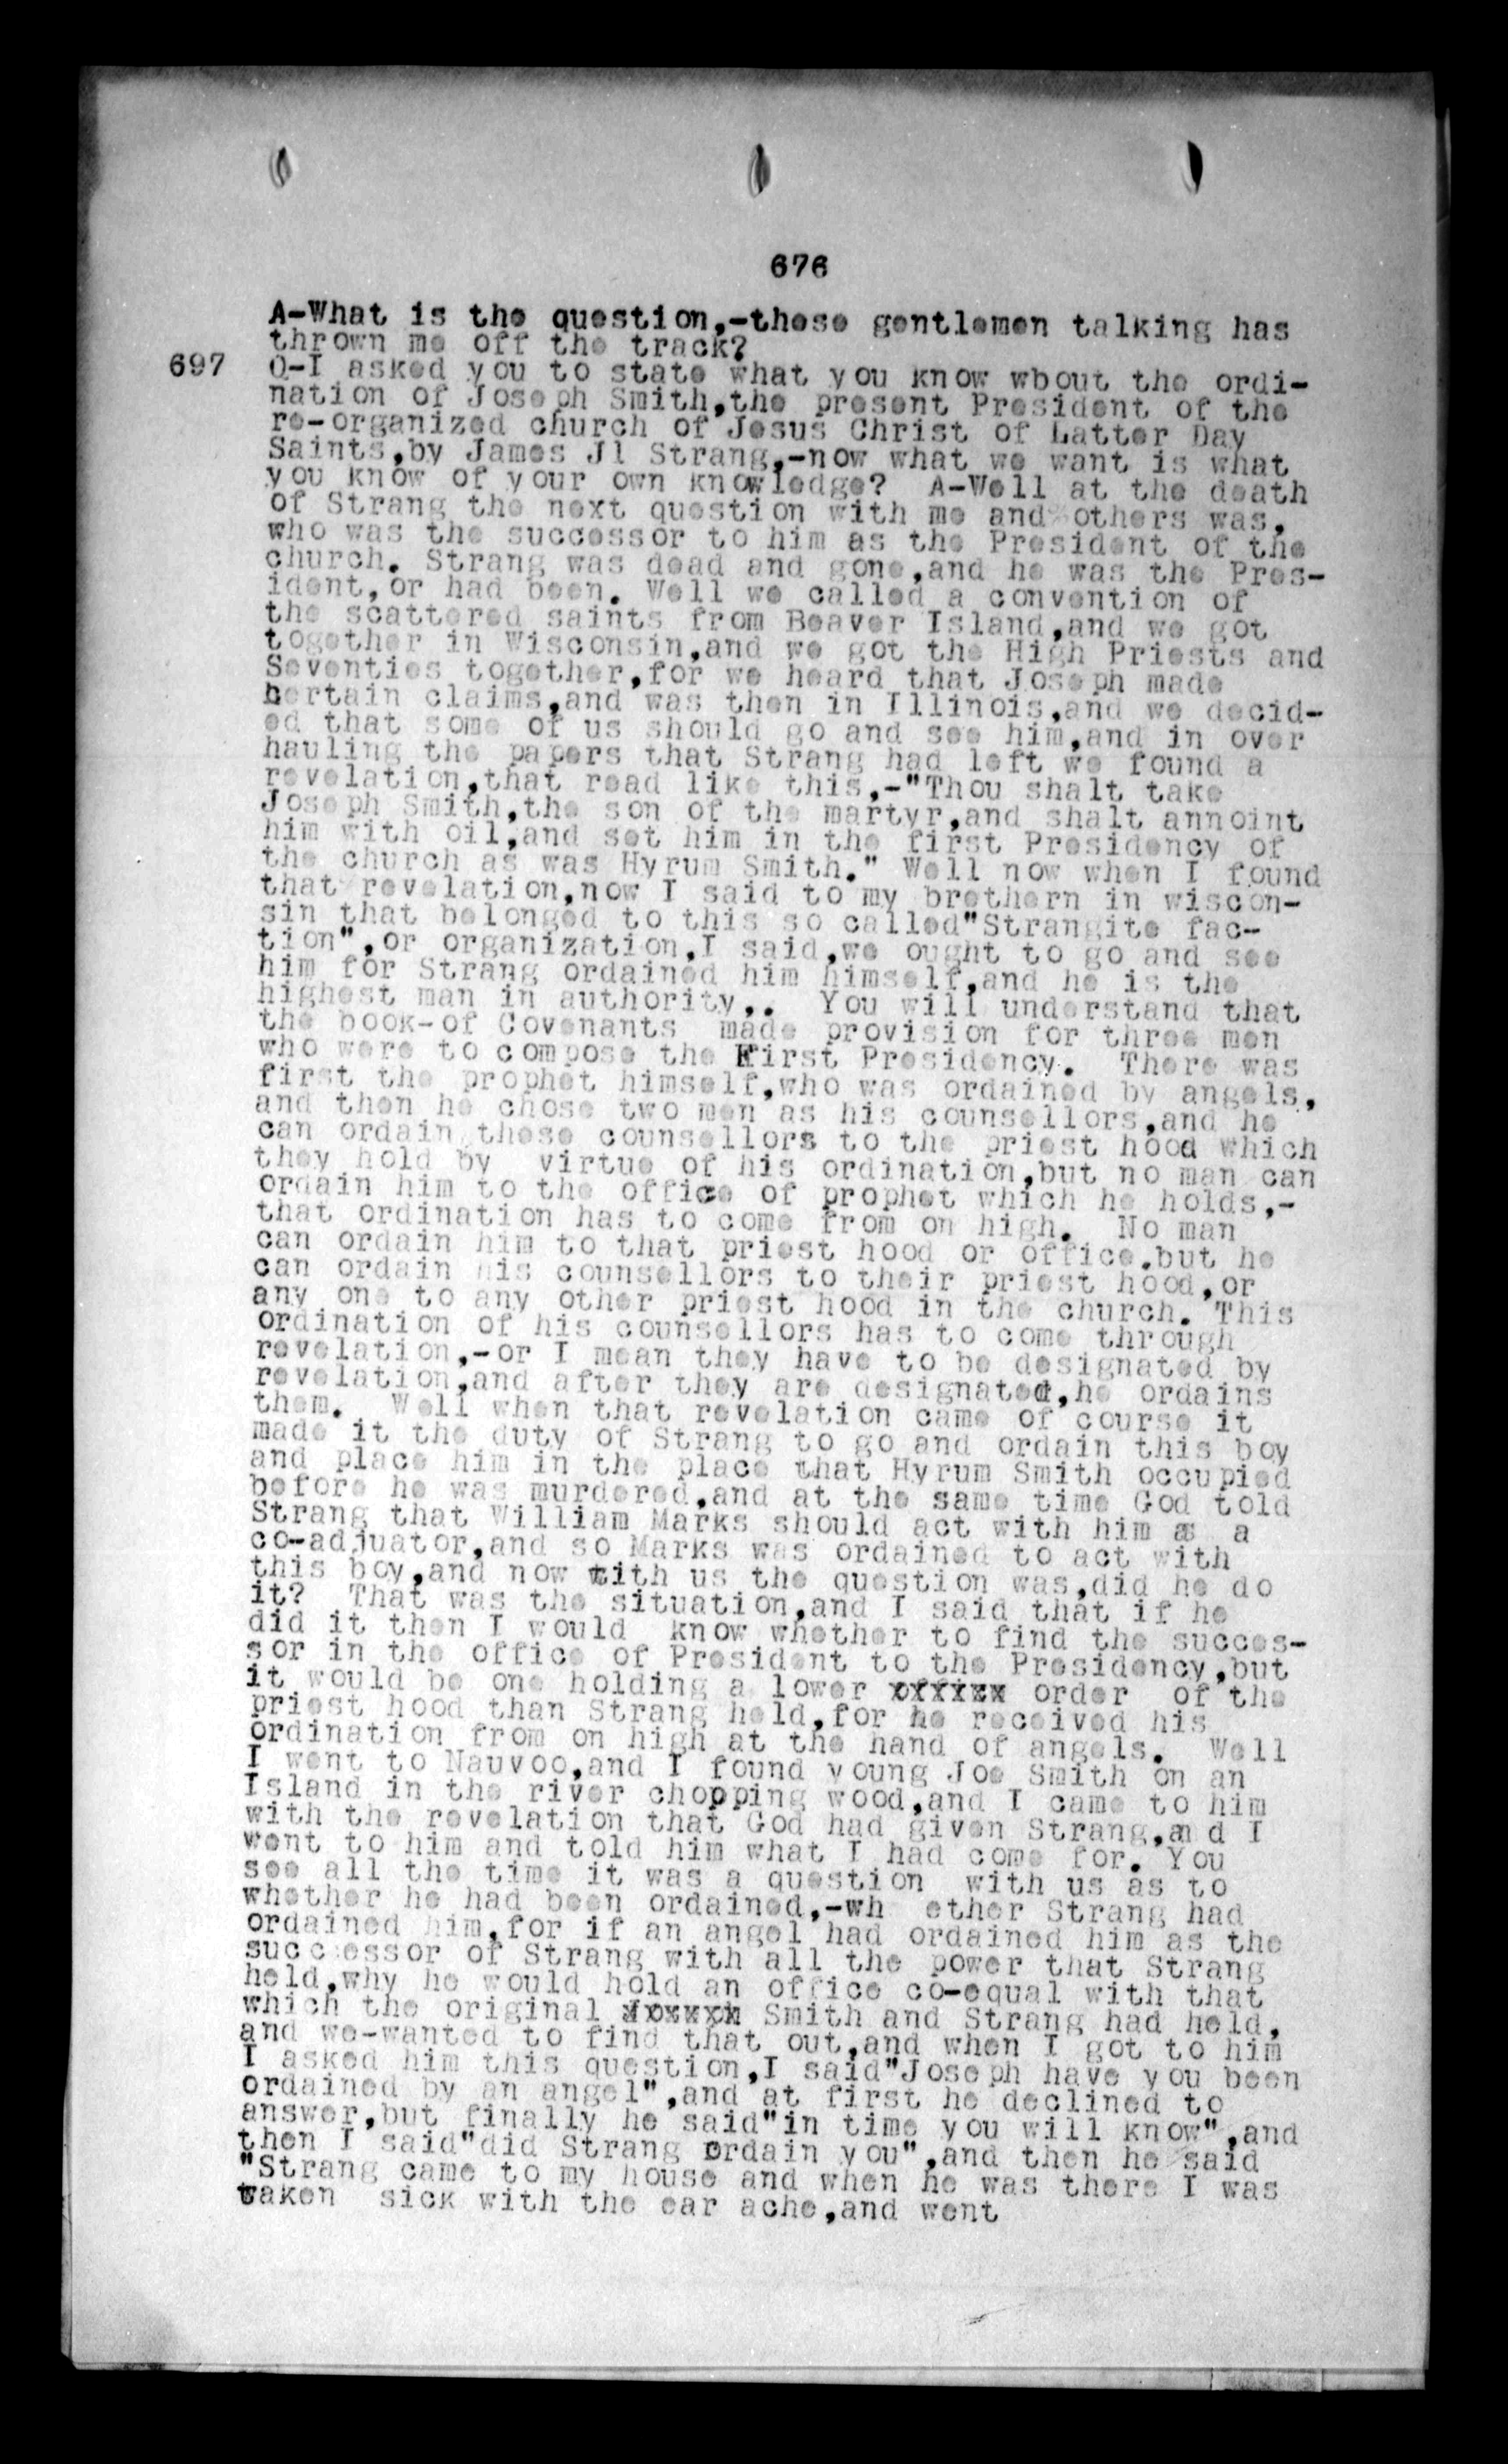 676
A-What is the question,-these gentlemen talking has
thrown me off the track?
697 Q-I asked you to state what you know wbout the ordi-
nation of Joseph Smith,the present President of the
re-organized church of Jesus Christ of Latter Day
Saints,by James Jl Strang,-now what we want is what
you know of your own knowledge? A-Well at the death
of Strang the next question with me and others was,
who was the successor to him as the President of the
church. Strang was dead and gone,and he was the Pres-
ident,or had been. Well we called a convention of
the scattered saints from Beaver Island,and we got
together in Wisconsin,and we got the High Priests and
Seventies together,for we heard that Joseph made
certain claims,and was then in Illinois,and we decid-
ed that some of us should go and see him,and in over
hauling the papers that Strang had left we found a
revelation,that read like this,-"Thou shalt take
Joseph Smith,the son of the martyr,and shalt annoint
him with oil,and set him in the first Presidency of
the church as was Hyrum Smith." Well now when I found
that revelation,now I said to my brethern in wiscon-
sin that belonged to this so called"Strangite fac-
tion",or organization,I said,we ought to go and see
him for Strang ordained him himself,and he is the
highest man in authority,. You will understand that
the book-of Covenants made provision for three men
who were to compose the First Presidency. There was
first the prophet himself,who was ordained by angels,
and then he chose two men as his counsellors,and he
can ordain these counsellors to the priest hood which
they hold by virtue of his ordination,but no man can
ordain him to the office of prophet which he holds,-
that ordination has to come from on high. No man
can ordain him to that priest hood or office.but he
can ordain his counsellors to their priest hood,or
any one to any other priest hood in the church. This
ordination of his counsellors has to come through
revelation,-or I mean they have to be designated by
revelation,and after they are designated,he ordains
them. Well when that revelation came of course it
made it the duty of Strang to go and ordain this boy
and place him in the place that Hyrum Smith occupied
before he was murdered,and at the same time God told
Strang that William Marks should act with him as a
co-adjuator,and so Marks was ordained to act with
this boy,and now tith us the question was,did he do
it? That was the situation,and I said that if he
did it then I would know whether to find the succes-
sor in the office of President to the Presidency,but
it would be one holding a lower xffixx order of the
priest hood than Strang held,for he received his
ordination from on high at the hand of angels. Well
I went to Nauvoo,and I found young Joe Smith on an
Island in the river chopping wood,and I came to him
with the revelation that God had given Strang,and I
went to him and told him what I had come for. You
see all the time it was a question with us as to
whether he had been ordained,-wh ether Strang had
ordained him,for if an angel had ordained him as the
successor of Strang with all the power that Strang
held,why he would hold an office co-equal with that
which the original Smith and Strang had held,
and we-wanted to find that out,and when I got to him
I asked him this question,I said"Joseph have you been
ordained by an angel",and at first he declined to
answer,but finally he said"in time you will know",and
then I said"did Strang ordain you",and then he said
"Strang came to my house and when he was there I was
taken sick with the ear ache,and went